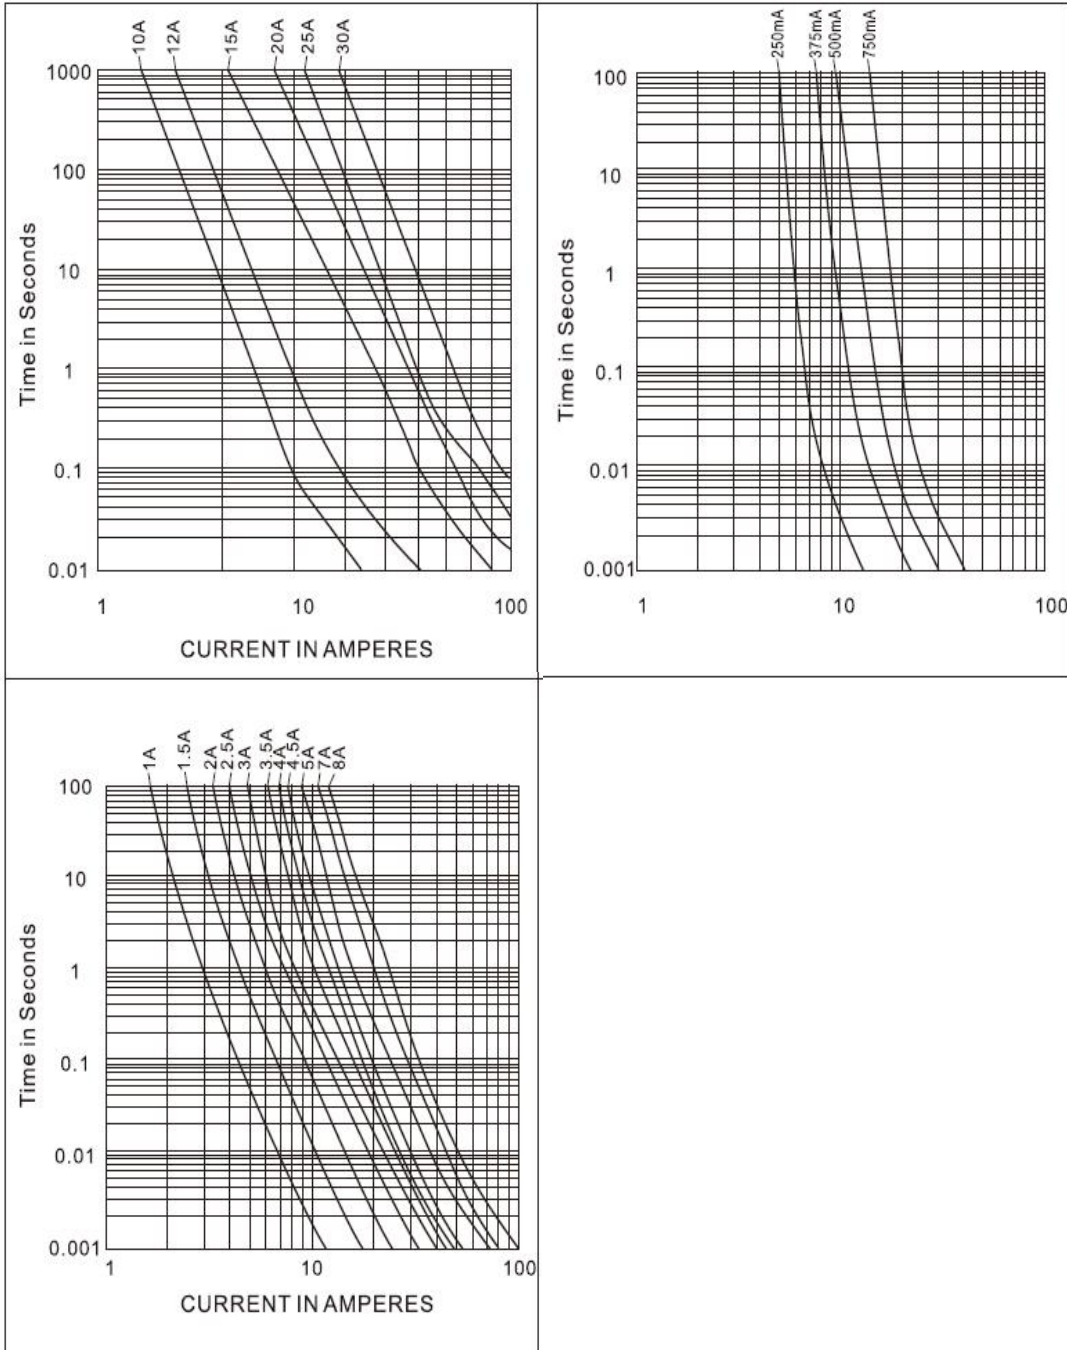 10A 12A 15A 20A 25A 30A
1000
100
10
1
0.1
0.01
Time in Seconds
1 10 100
CURRENT IN AMPERES
250mA 375mA 500mA 750mA
100
10
1
0.1
0.01
0.001
Time in Seconds
1 10 100
1A 1.5A 2A 2.5A 3A 3.5A 4A 4.5A 5A 7A 8A
100
10
1
0.1
0.01
0.001
Time in Seconds
1 10 100
CURRENT IN AMPERES